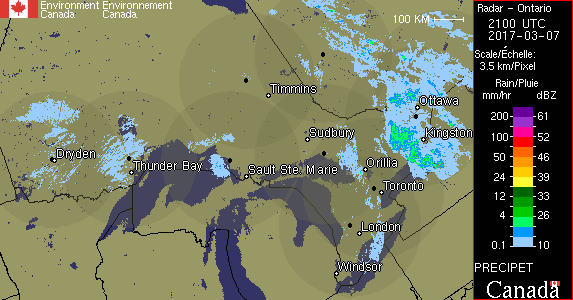 Environment Environnement
Canada Canada
100 KM
Timmins
Ottawa
Sudbury
Kingston
Dryden
Thunder Bay
Sault Ste. Marie
Orillia
Toronto
London
Windsor
Radar - Ontario
2100 UTC
2017-03-07
Scale/Échelle:
3.5 km/Pixel
Rain/Pluie
mm/hr dBZ
200 61
100 52
50 46
24 39
12 33
4 26
0.1 10
PRECIPET
Canada